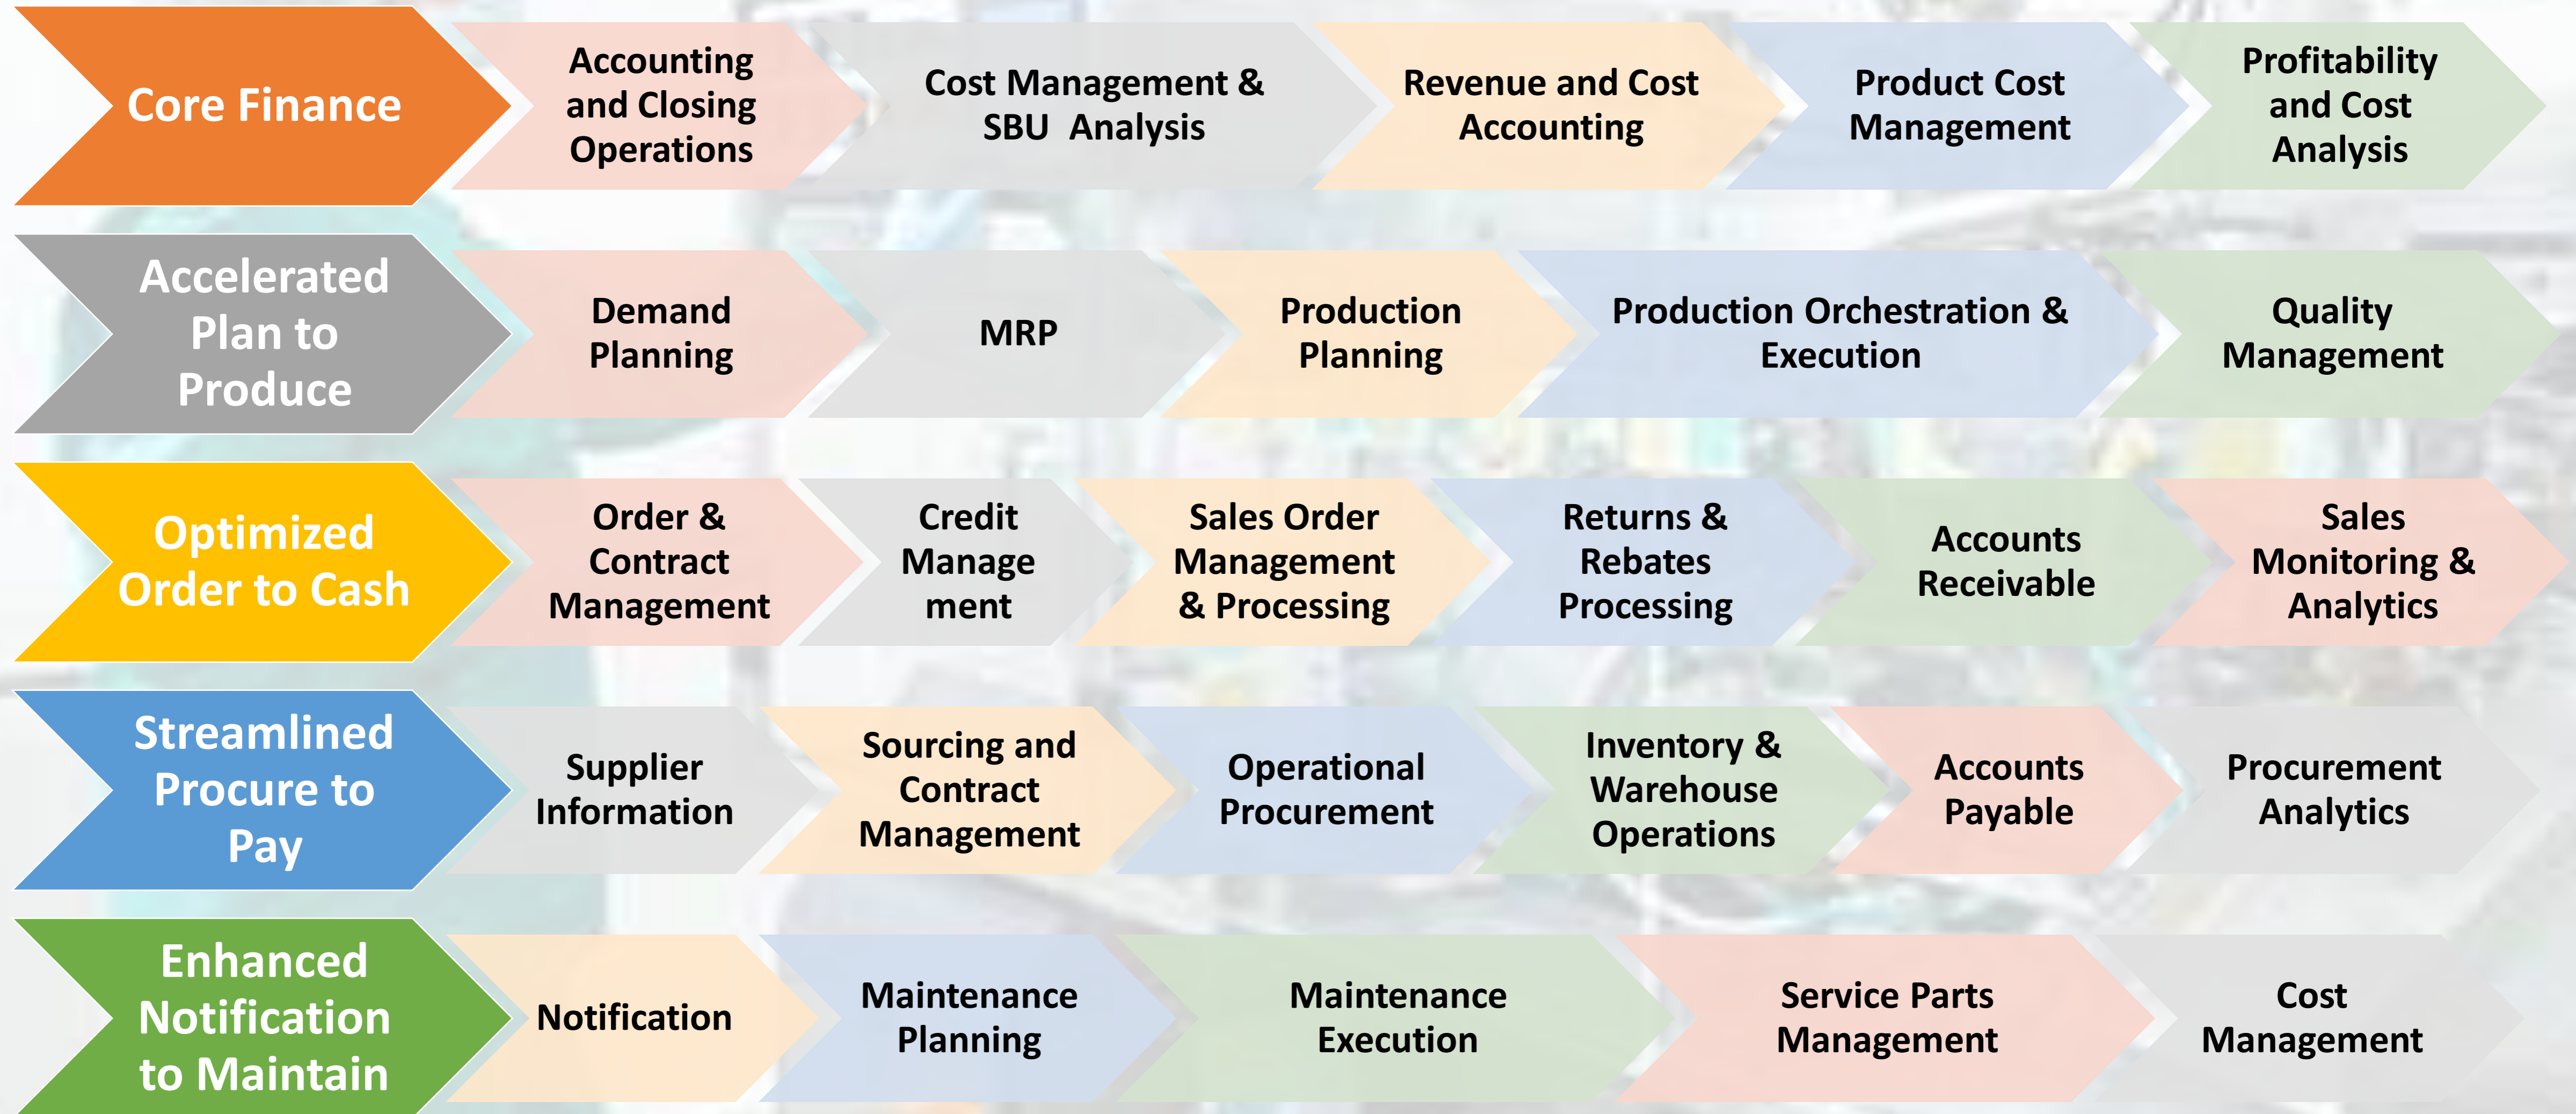 Core Finance
Accounting
and Closing
Operations
Cost Management &
SBU  Analysis
Revenue and Cost
Accounting
Product Cost
Management
Profitability
and Cost
Analysis
Accelerated
Plan to
Produce
Demand
Planning
MRP
Production
Planning
Production Orchestration &
Execution
Quality
Management
Optimized
Order to Cash
Order &
Contract
Management
Credit
Manage
ment
Sales Order
Management
& Processing
Returns &
Rebates
Processing
Accounts
Receivable
Sales
Monitoring &
Analytics
Streamlined
Procure to
Pay
Supplier
Information
Sourcing and
Contract
Management
Operational
Procurement
Inventory &
Warehouse
Operations
Accounts
Payable
Procurement
Analytics
Enhanced
Notification
to Maintain
Notification
Maintenance
Planning
Maintenance
Execution
Service Parts
Management
Cost
Management